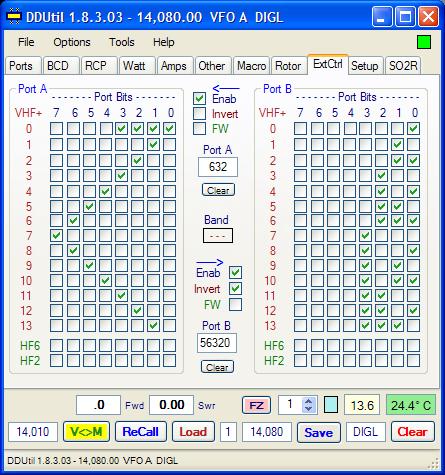 DDUtil 1.8.3.03 - 14,080.00 VFO A DIGL
File Options Tools Help
Ports BCD RCP Watt Amps Other Macro Rotor ExtCtrl Setup SO2R
Port A <---- Port B
------- Port Bits ------- Enab ------- Port Bits -------
VHF+ 7 6 5 4 3 2 1 0 Invert VHF+ 7 6 5 4 3 2 1 0
0 FW 0
1 1
2 Port A 2
3 632 3
4 Clear 4
5 5
6 Band 6
7 - - - 7
8 8
9 ----> 9
10 Enab 10
11 Invert 11
12 FW 12
13 Port B 13
HF6 56320 HF6
HF2 Clear HF2
.0 Fwd 0.00 Swr FZ 1 13.6 24.4° C
14,010 V<>M ReCall Load 1 14,080 Save DIGL Clear
DDUtil 1.8.3.03 - 14,080.00 VFO A DIGL